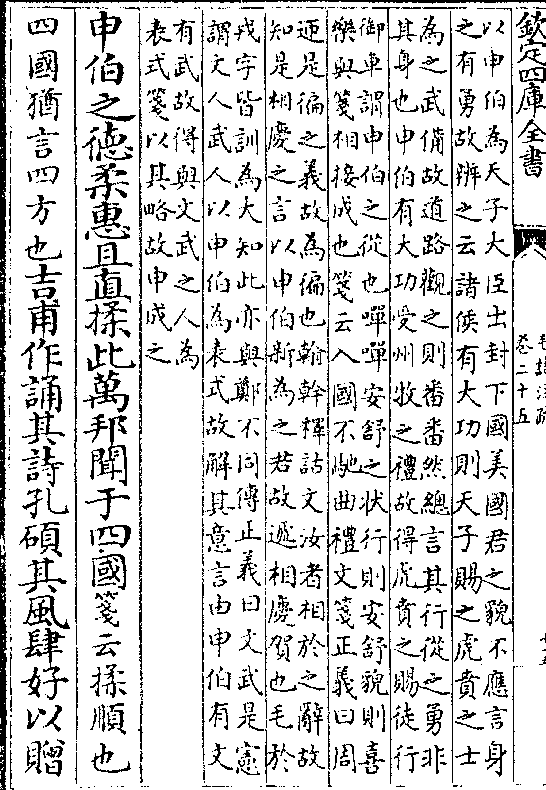 欽定四庫全書
毛詩注疏
卷二十五
以申伯為天子大臣出封下國美國君之貌不應言身
之有勇故辨之云諸侯有大功則天子賜之虎賁之士
為之武備故道路觀之則番番然總言其行從之勇非
其身也申伯有大功受州牧之禮故得虎賁之賜徒行
御車謂申伯之從也嘽嘽安舒之狀行則安舒貌則喜
樂與箋相接成也箋云入國不馳曲禮文箋正義曰周
迊是徧之義故為徧也翰幹釋詁文汝者相於之辭故
知是相慶之言以申伯新為之君故遞相慶賀也毛於
戎字皆訓為大知此亦與鄭不同傳正義曰文武是憲
謂文人武人以申伯為表式故解其意言由申伯有文
有武故得與文武之人為
表式箋以其略故申成之
申伯之德柔惠且直揉此萬邦聞于四國箋云揉順也
四國猶言四方也吉甫作誦其詩孔碩其風肆好以贈